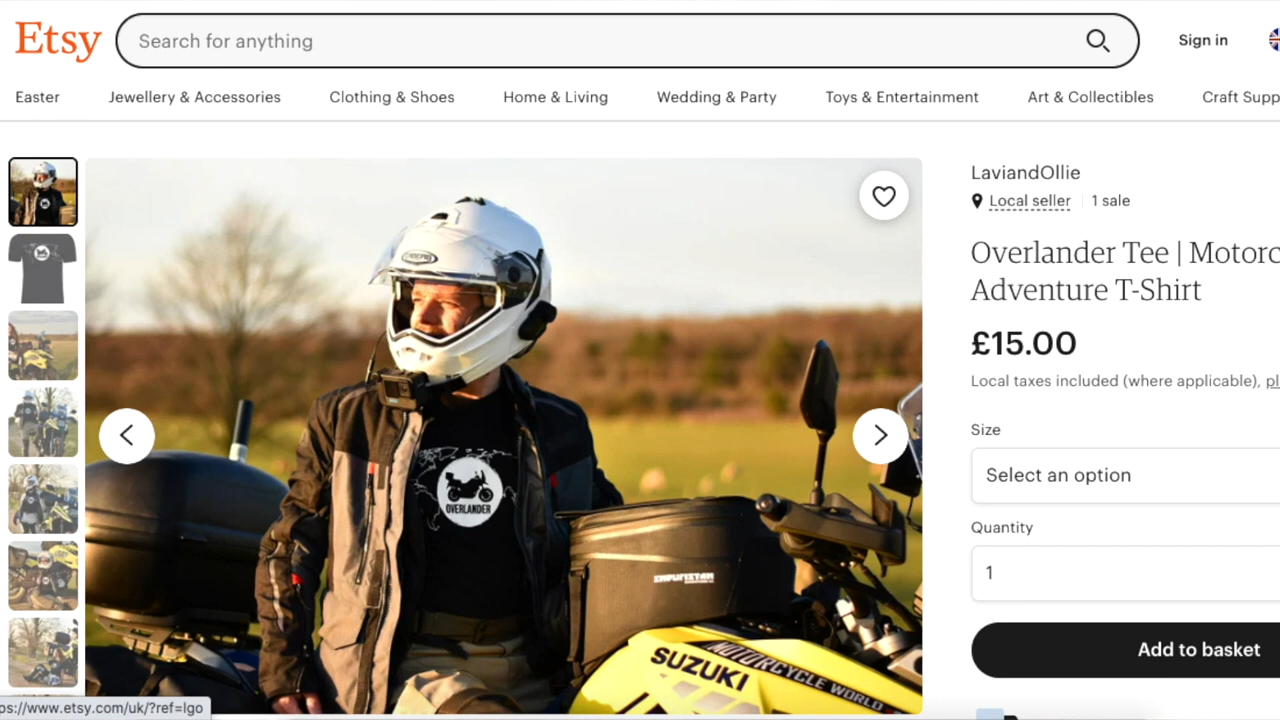 Etsy
Search for anything
Sign in
Easter
Jewellery & Accessories
Clothing & Shoes
Home & Living
Wedding & Party
Toys & Entertainment
Art & Collectibles
Craft Supp
LaviandOllie
Local seller
1 sale
Overlander Tee | Motorc
Adventure T-Shirt
£15.00
Local taxes included (where applicable), pl
Size
Select an option
Quantity
1
Add to basket
CABERG
OVERLANDER
ENDURISTAN
SUZUKI
MOTORCYCLE WORLD
ps://www.etsy.com/uk/?ref=lgo